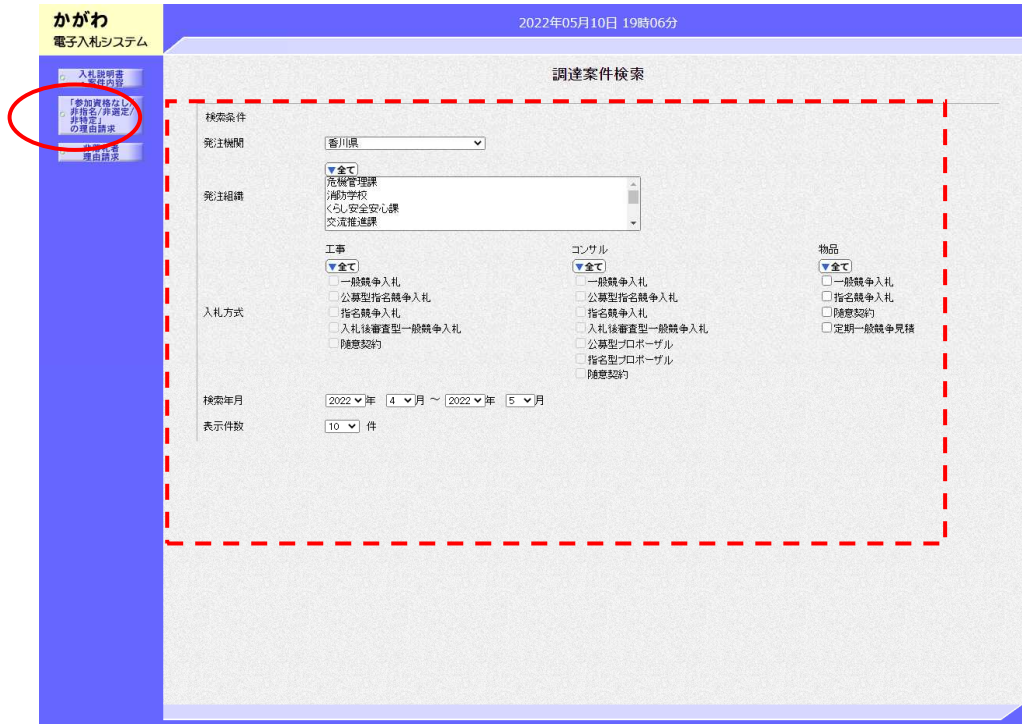 かがわ
電子入札システム
2022年05月10日 19時06分
入札説明書
・案件内容
「参加資格なし/
非指名/非選定/
非特定」
の理由請求
非落札者
理由請求
調達案件検索
検索条件
発注機関
香川県
発注組織
▼全て
危機管理課
消防学校
くらし安全安心課
交流推進課
入札方式
工事
▼全て
一般競争入札
公募型指名競争入札
指名競争入札
入札後審査型一般競争入札
随意契約
コンサル
▼全て
一般競争入札
公募型指名競争入札
指名競争入札
入札後審査型一般競争入札
公募型プロポーザル
指名型プロポーザル
随意契約
物品
▼全て
一般競争入札
指名競争入札
随意契約
定期一般競争見積
検索年月
2022 年 4 月 ～ 2022 年 5 月
表示件数
10 件